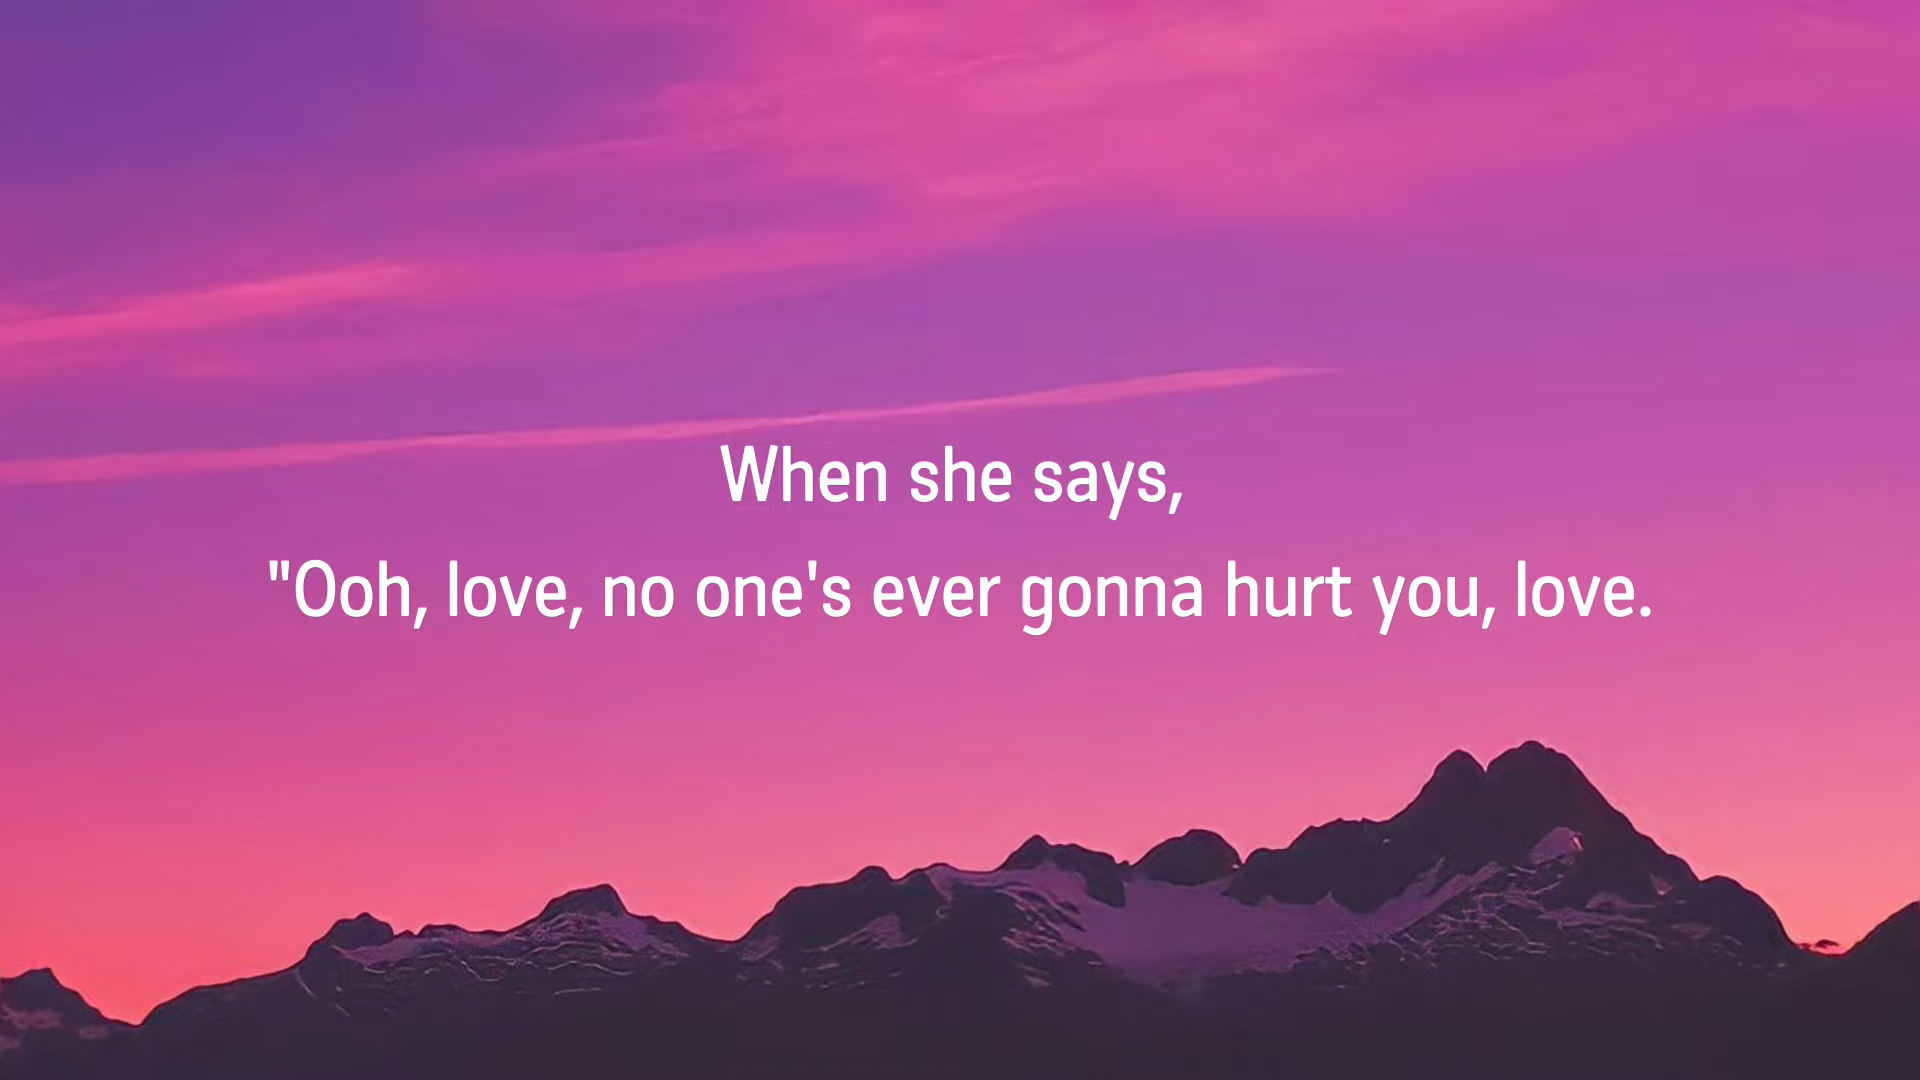 When she says,
"Ooh, love, no one's ever gonna hurt you, love.